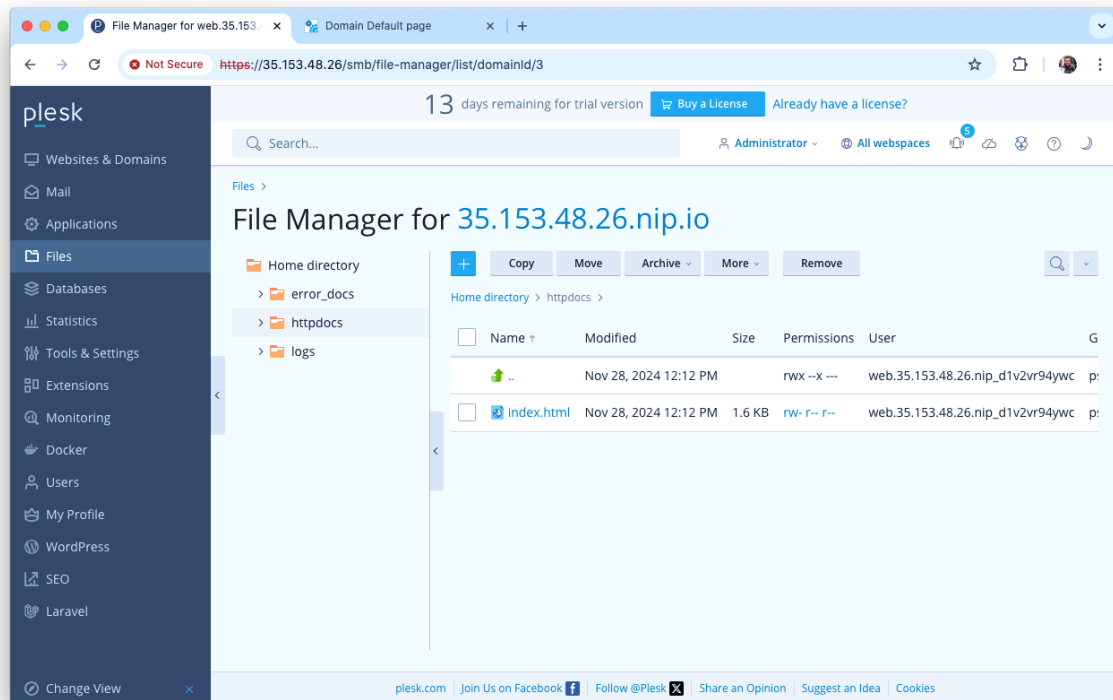 File Manager for web.35.153.
Domain Default page
Not Secure
https://35.153.48.26/smb/file-manager/list/domainId/3
plesk
13 days remaining for trial version
Buy a License
Already have a license?
Search...
Administrator
All webspaces
5
Websites & Domains
Mail
Applications
Files
Databases
Statistics
Tools & Settings
Extensions
Monitoring
Docker
Users
My Profile
WordPress
SEO
Laravel
Change View
Files >
File Manager for 35.153.48.26.nip.io
Home directory
error_docs
httpdocs
logs
+ Copy Move Archive More Remove
Home directory > httpdocs >
Name ↑ Modified Size Permissions User G
.. Nov 28, 2024 12:12 PM rwx --x --- web.35.153.48.26.nip_d1v2vr94ywc ps
index.html Nov 28, 2024 12:12 PM 1.6 KB rw- r-- r-- web.35.153.48.26.nip_d1v2vr94ywc ps
plesk.com Join Us on Facebook Follow @Plesk Share an Opinion Suggest an Idea Cookies